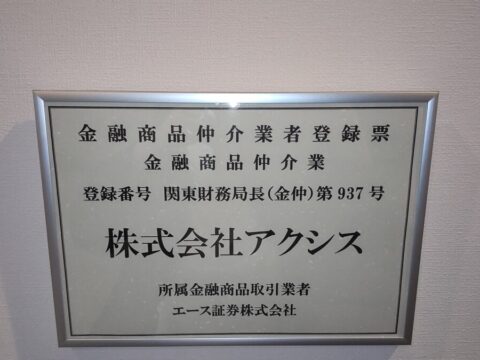 金融商品仲介業者登録票
金融商品仲介業
登録番号 関東財務局長(金仲)第937号
株式会社アクシス
所属金融商品取引業者
エース証券株式会社